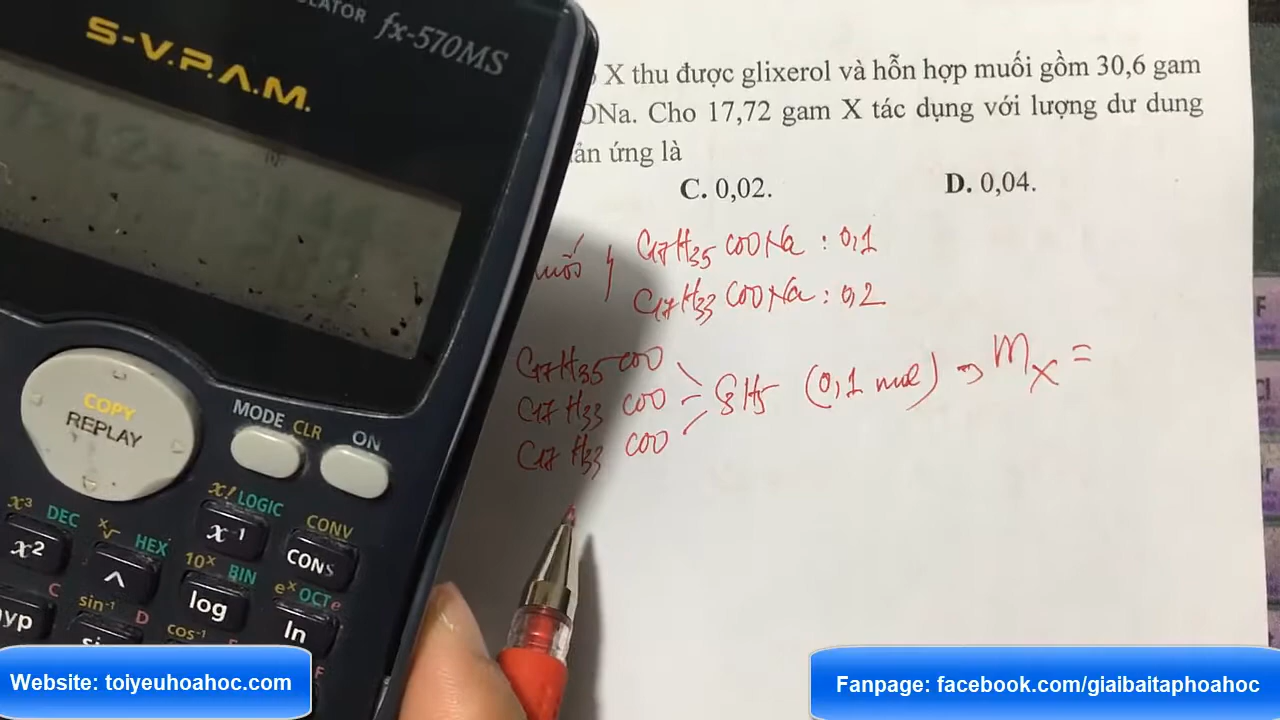 fx-570MS
S-V.P.A.M.
X thu được glixerol và hỗn hợp muối gồm 30,6 gam
ONa. Cho 17,72 gam X tác dụng với lượng dư dung
ản ứng là
C. 0,02. D. 0,04.
C17H35COONa : 0,1
C17H33COONa : 0,2
C17H35COO
C17H33COO C3H5 (0,1 mol) => mX =
C17H33COO
COPY
REPLAY
MODE CLR ON
x! LOGIC
x³ DEC x⁻¹ CONV
x² √ HEX CONS
^ 10ˣ BIN
log eˣ OCT e
C sin⁻¹ D ln
cos⁻¹
F
Website: toiyeuhoahoc.com
Fanpage: facebook.com/giaibaitaphoahoc